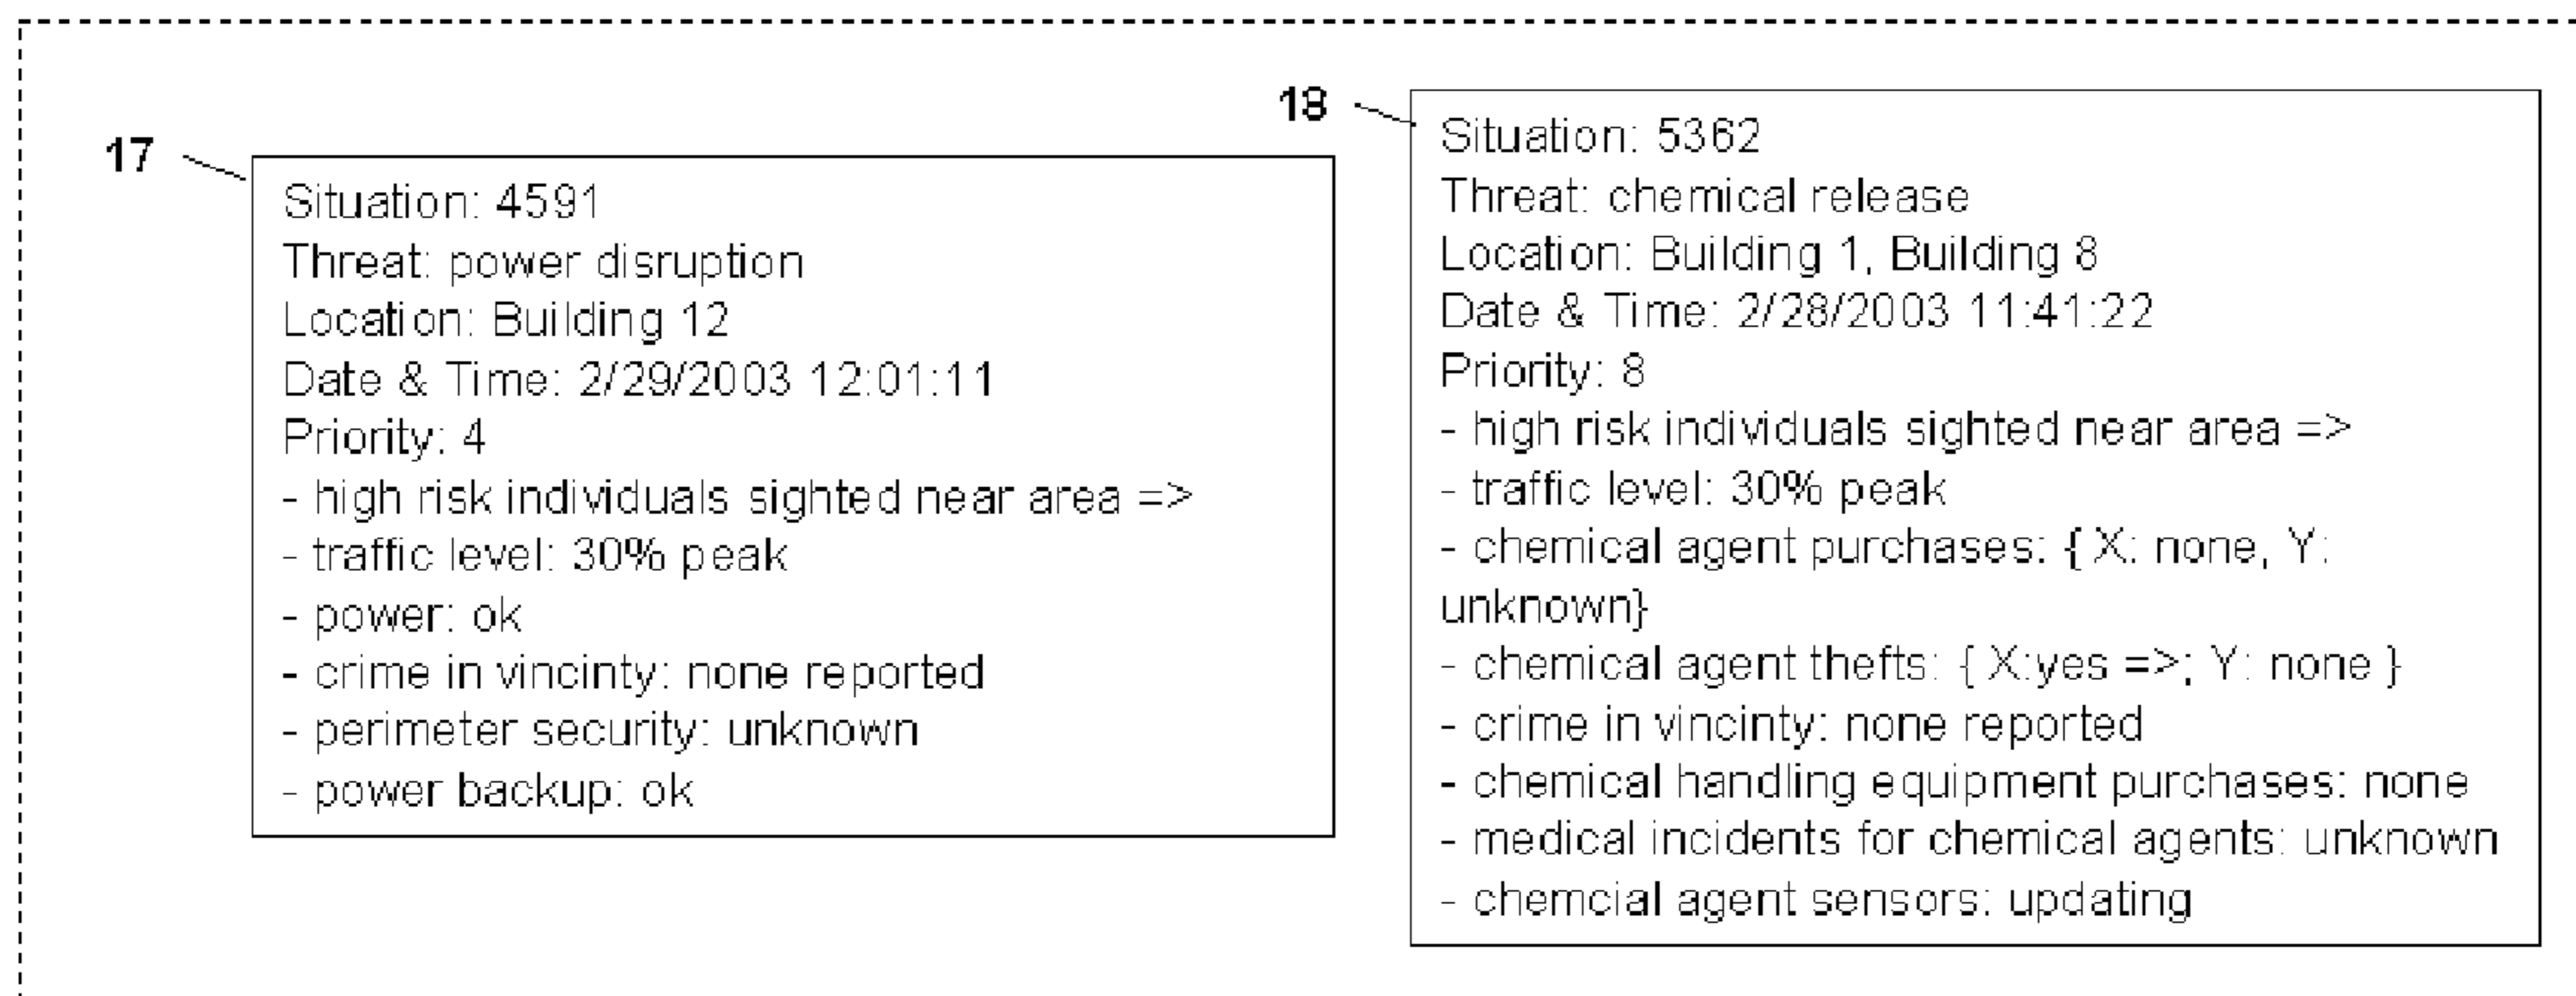 17
Situation: 4591
Threat: power disruption
Location: Building 12
Date & Time: 2/29/2003 12:01:11
Priority: 4
- high risk individuals sighted near area =>
- traffic level: 30% peak
- power: ok
- crime in vincinty: none reported
- perimeter security: unknown
- power backup: ok
18
Situation: 5362
Threat: chemical release
Location: Building 1, Building 8
Date & Time: 2/28/2003 11:41:22
Priority: 8
- high risk individuals sighted near area =>
- traffic level: 30% peak
- chemical agent purchases: { X: none, Y:
unknown}
- chemical agent thefts: { X:yes =>; Y: none }
- crime in vincinty: none reported
- chemical handling equipment purchases: none
- medical incidents for chemical agents: unknown
- chemcial agent sensors: updating